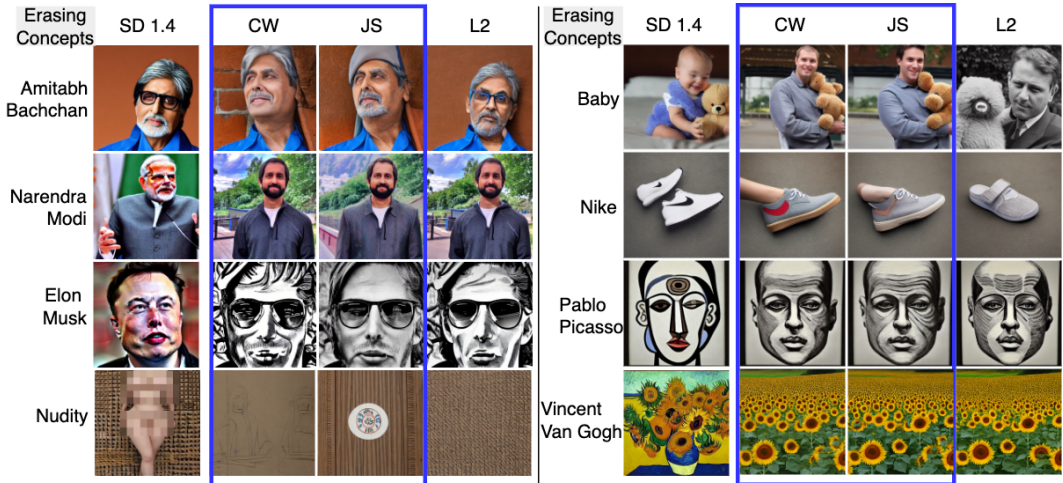 Erasing
Concepts
SD 1.4
CW
JS
L2
Amitabh
Bachchan
Narendra
Modi
Elon
Musk
Nudity
Erasing
Concepts
SD 1.4
CW
JS
L2
Baby
Nike
Pablo
Picasso
Vincent
Van Gogh